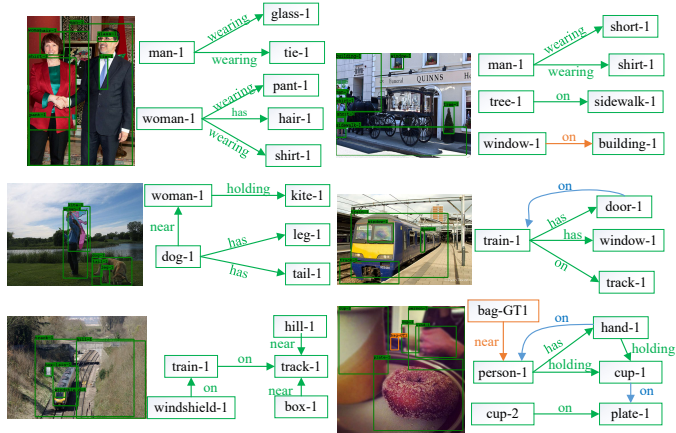 glass-1
wearing
man-1
wearing
tie-1
pant-1
wearing
woman-1
has
hair-1
wearing
shirt-1
QUINNS
short-1
wearing
man-1
wearing
shirt-1
tree-1
on
sidewalk-1
window-1
on
building-1
woman-1
holding
kite-1
near
leg-1
has
dog-1
has
tail-1
on
door-1
has
train-1
has
window-1
on
track-1
hill-1
near
train-1
on
track-1
on
near
windshield-1
box-1
bag-GT1
on
hand-1
near
has
holding
person-1
holding
cup-1
on
cup-2
on
plate-1